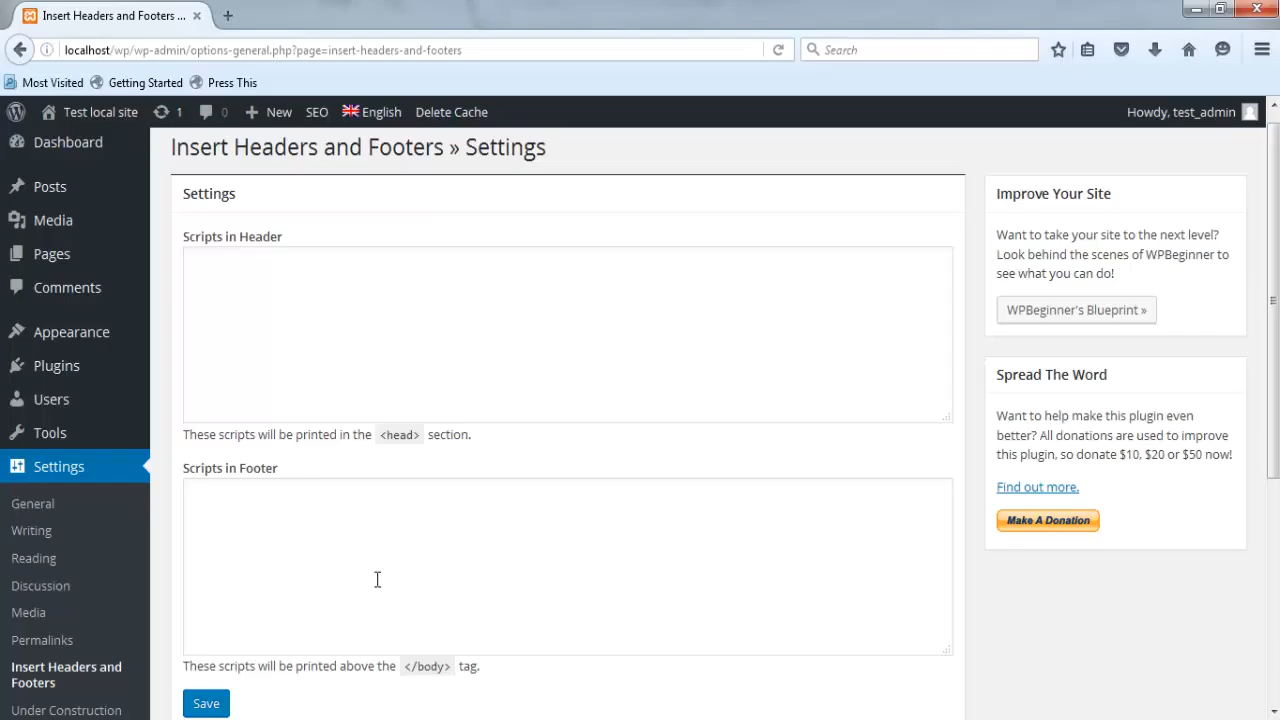 Insert Headers and Footers ... × +
localhost/wp/wp-admin/options-general.php?page=insert-headers-and-footers
Search
Most Visited Getting Started Press This
Test local site 1 0 New SEO English Delete Cache Howdy, test_admin
Dashboard
Posts
Media
Pages
Comments
Appearance
Plugins
Users
Tools
Settings
General
Writing
Reading
Discussion
Media
Permalinks
Insert Headers and
Footers
Under Construction
Insert Headers and Footers » Settings
Settings
Scripts in Header
These scripts will be printed in the <head> section.
Scripts in Footer
These scripts will be printed above the </body> tag.
Save
Improve Your Site
Want to take your site to the next level?
Look behind the scenes of WPBeginner to
see what you can do!
WPBeginner's Blueprint »
Spread The Word
Want to help make this plugin even
better? All donations are used to improve
this plugin, so donate $10, $20 or $50 now!
Find out more.
Make A Donation